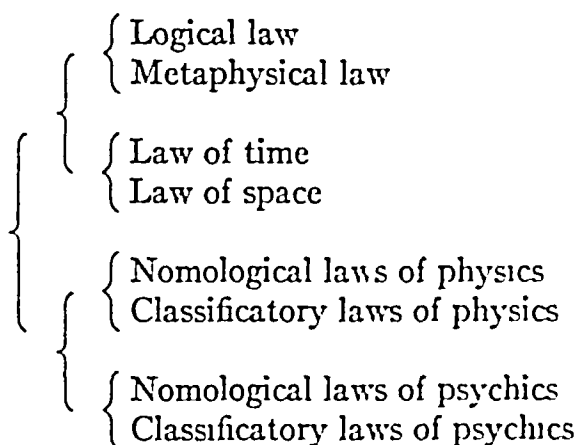 Logical law
Metaphysical law
Law of time
Law of space
Nomological laws of physics
Classificatory laws of physics
Nomological laws of psychics
Classificatory laws of psychics